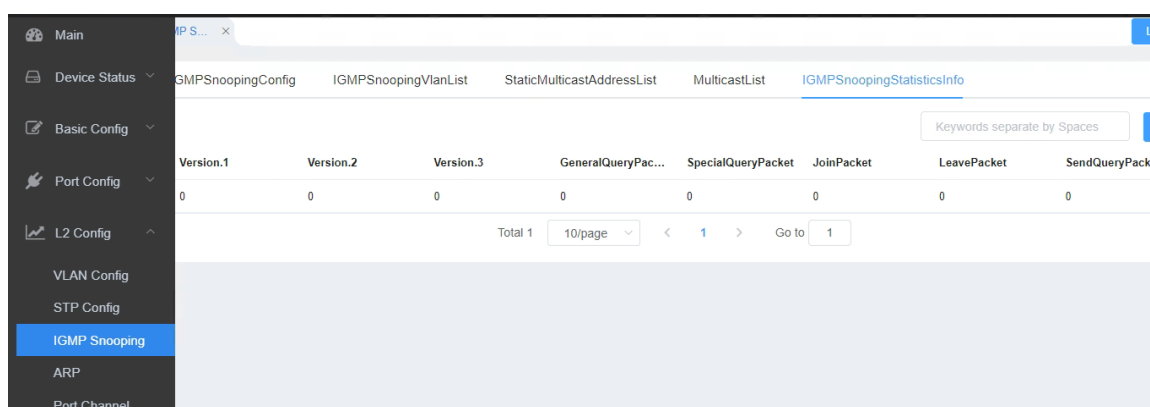 Main
MP S... ×
L
Device Status
GMPSnoopingConfig IGMPSnoopingVlanList StaticMulticastAddressList MulticastList IGMPSnoopingStatisticsInfo
Basic Config
Keywords separate by Spaces
Version.1 Version.2 Version.3 GeneralQueryPac... SpecialQueryPacket JoinPacket LeavePacket SendQueryPack
Port Config
0 0 0 0 0 0 0 0
L2 Config
Total 1 10/page < 1 > Go to 1
VLAN Config
STP Config
IGMP Snooping
ARP
Port Channel